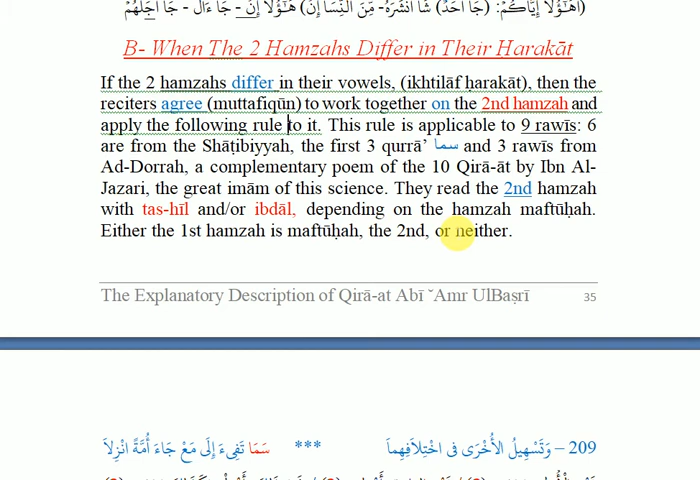 (أَهَٰٓؤُلَآ إِيَّاكُمْ: (جَا أَحَدٌ) شَا أَنْشَرَهُ- مِّنَ النِّسَا إِنْ) هَٰٓؤُلَآ إِنْ - جَا ءَالَ - جَا أَجَلُهُمْ
B- When The 2 Hamzahs Differ in Their Ḥarakāt
If the 2 hamzahs differ in their vowels, (ikhtilāf ḥarakāt), then the
reciters agree (muttafiqūn) to work together on the 2nd hamzah and
apply the following rule to it. This rule is applicable to 9 rawīs: 6
are from the Shāṭibiyyah, the first 3 qurrā’ سما and 3 rawīs from
Ad-Dorrah, a complementary poem of the 10 Qirā-āt by Ibn Al-
Jazari, the great imām of this science. They read the 2nd hamzah
with tas-hīl and/or ibdāl, depending on the hamzah maftūḥah.
Either the 1st hamzah is maftūḥah, the 2nd, or neither.
The Explanatory Description of Qirā-at Abī ˇAmr UlBaṣrī 35
209 – وَتَسْهِيلُ الأُخْرَى فِي اخْتِلاَفِهِماَ *** سَمَا تَفِيءَ إِلَى مَعْ جَاءَ أُمَّةً انْزِلاَ